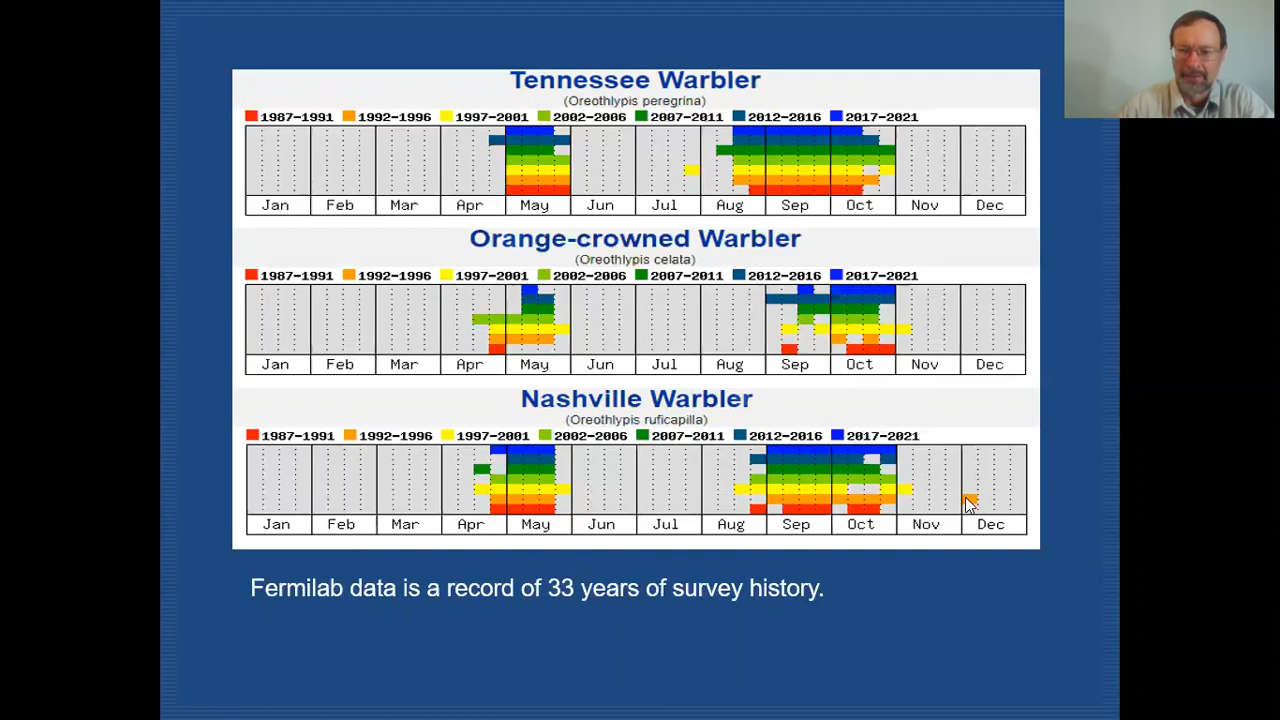 Tennessee Warbler
(Oreothlypis peregrina)
1987-1991 1992-1996 1997-2001 2002-2006 2007-2011 2012-2016 2017-2021
Jan Feb Mar Apr May Jun Jul Aug Sep Oct Nov Dec
Orange-crowned Warbler
(Oreothlypis celata)
1987-1991 1992-1996 1997-2001 2002-2006 2007-2011 2012-2016 2017-2021
Jan Feb Mar Apr May Jun Jul Aug Sep Oct Nov Dec
Nashville Warbler
(Oreothlypis ruficapilla)
1987-1991 1992-1996 1997-2001 2002-2006 2007-2011 2012-2016 2017-2021
Jan Feb Mar Apr May Jun Jul Aug Sep Oct Nov Dec
Fermilab data is a record of 33 years of survey history.